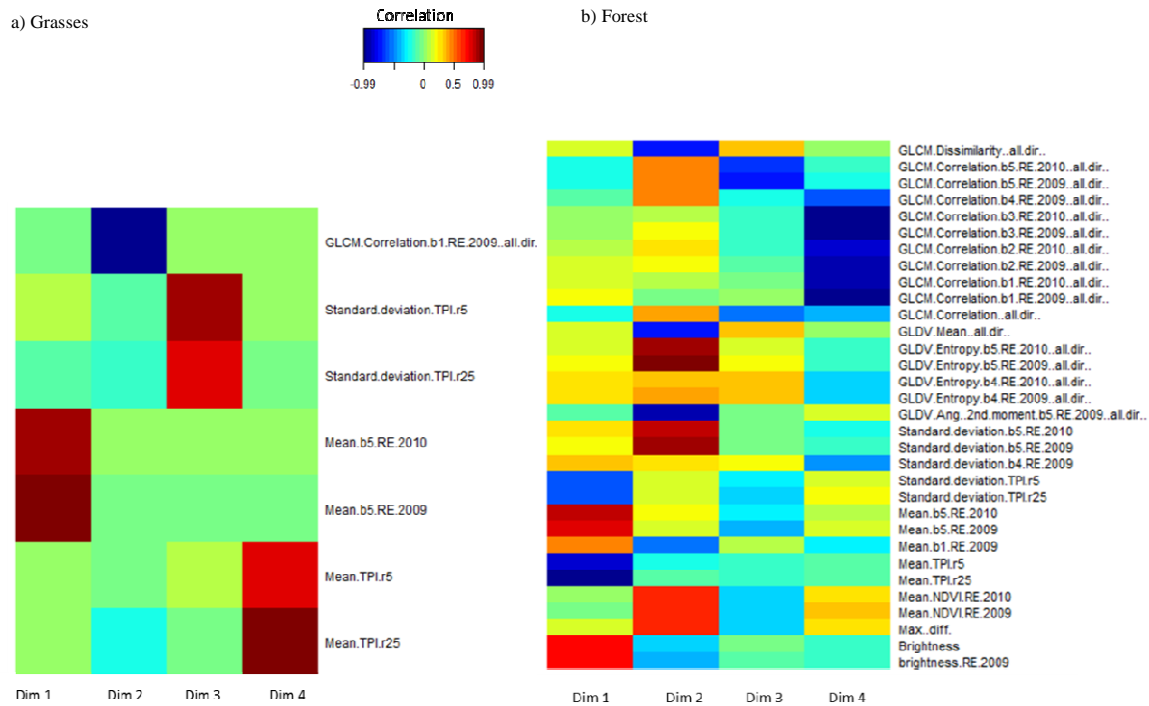 a) Grasses
Correlation
-0.99 0 0.5 0.99
b) Forest
GLCM.Correlation.b1.RE.2009..all.dir.
Standard.deviation.TPI.r5
Standard.deviation.TPI.r25
Mean.b5.RE.2010
Mean.b5.RE.2009
Mean.TPI.r5
Mean.TPI.r25
Dim 1 Dim 2 Dim 3 Dim 4
GLCM.Dissimilarity..all.dir..
GLCM.Correlation.b5.RE.2010..all.dir..
GLCM.Correlation.b5.RE.2009..all.dir..
GLCM.Correlation.b4.RE.2009..all.dir..
GLCM.Correlation.b3.RE.2010..all.dir..
GLCM.Correlation.b3.RE.2009..all.dir..
GLCM.Correlation.b2.RE.2010..all.dir..
GLCM.Correlation.b2.RE.2009..all.dir..
GLCM.Correlation.b1.RE.2010..all.dir..
GLCM.Correlation.b1.RE.2009..all.dir..
GLCM.Correlation..all.dir..
GLDV.Mean..all.dir..
GLDV.Entropy.b5.RE.2010..all.dir..
GLDV.Entropy.b5.RE.2009..all.dir..
GLDV.Entropy.b4.RE.2010..all.dir..
GLDV.Entropy.b4.RE.2009..all.dir..
GLDV.Ang..2nd.moment.b5.RE.2009..all.dir..
Standard.deviation.b5.RE.2010
Standard.deviation.b5.RE.2009
Standard.deviation.b4.RE.2009
Standard.deviation.TPI.r5
Standard.deviation.TPI.r25
Mean.b5.RE.2010
Mean.b5.RE.2009
Mean.b1.RE.2009
Mean.TPI.r5
Mean.TPI.r25
Mean.NDVI.RE.2010
Mean.NDVI.RE.2009
Max..diff.
Brightness
brightness.RE.2009
Dim 1 Dim 2 Dim 3 Dim 4